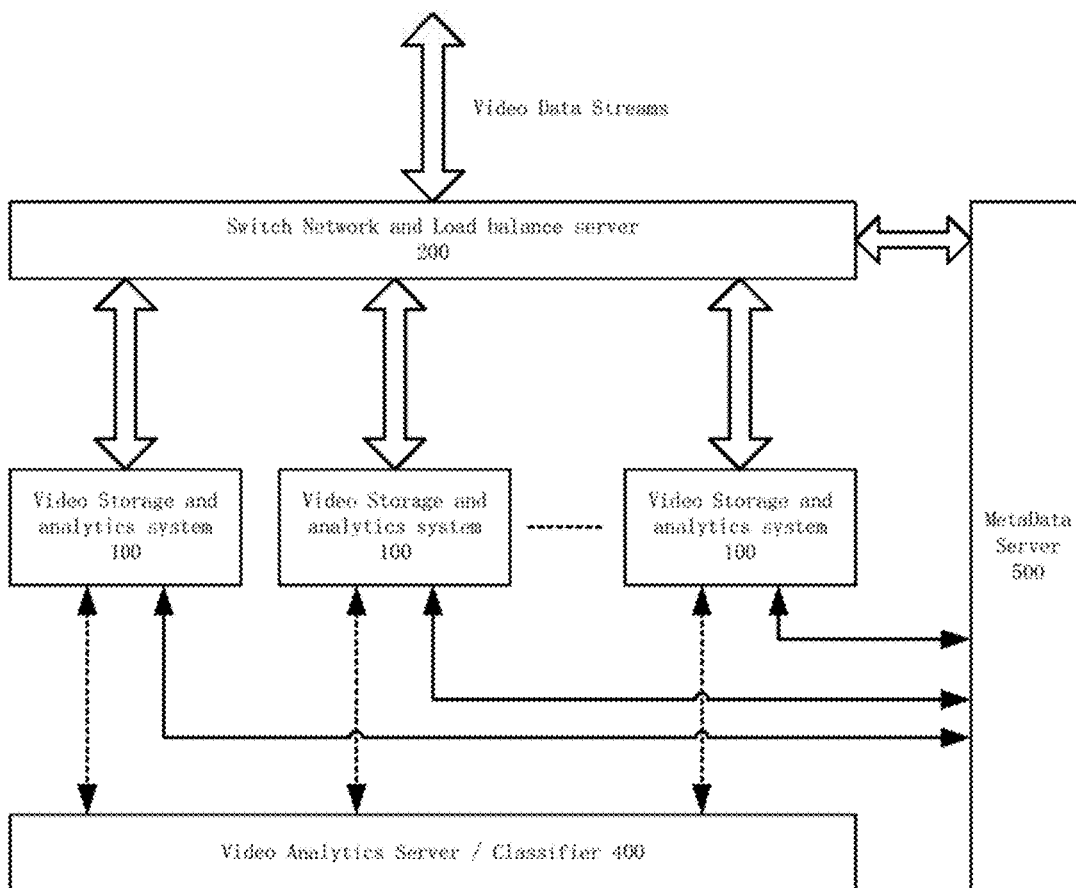 Video Data Streams
Switch Network and Load balance server
200
Video Storage and
analytics system
100
Video Storage and
analytics system
100
Video Storage and
analytics system
100
MetaData
Server
500
Video Analytics Server / Classifier 400